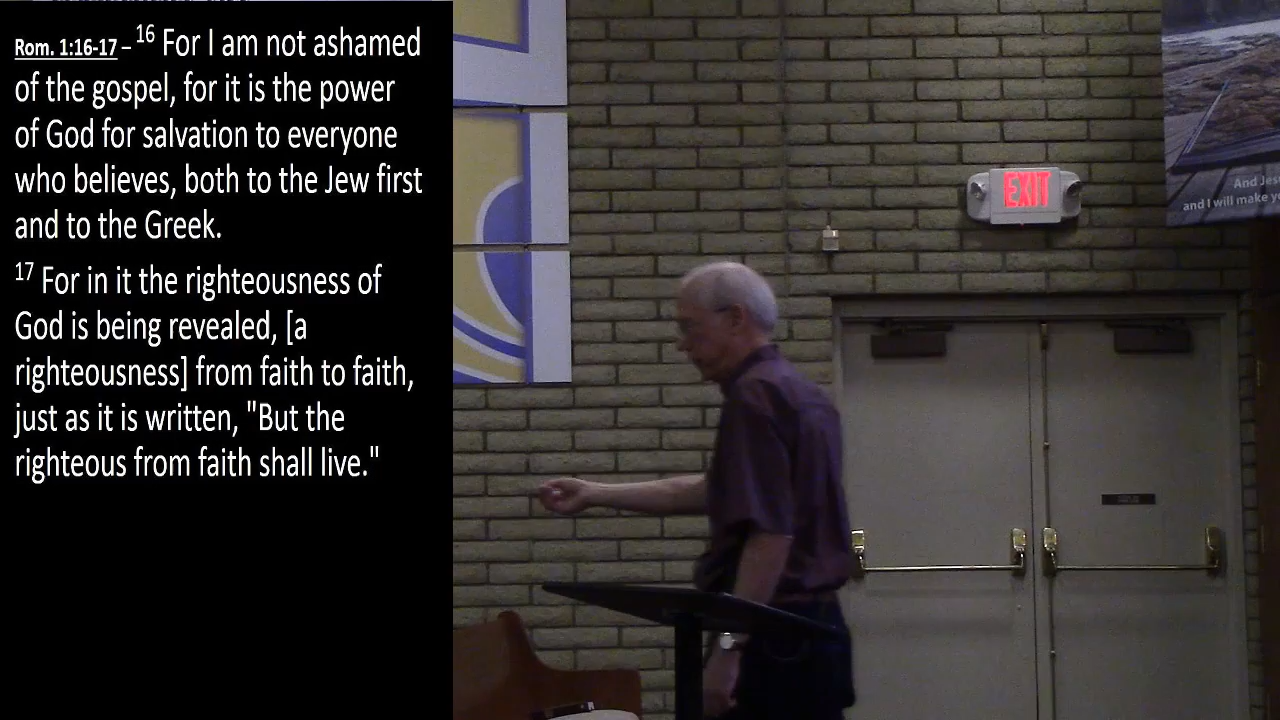 Rom. 1:16-17 – 16 For I am not ashamed
of the gospel, for it is the power
of God for salvation to everyone
who believes, both to the Jew first
and to the Greek.
17 For in it the righteousness of
God is being revealed, [a
righteousness] from faith to faith,
just as it is written, "But the
righteous from faith shall live."
EXIT
And Jesu
and I will make yo